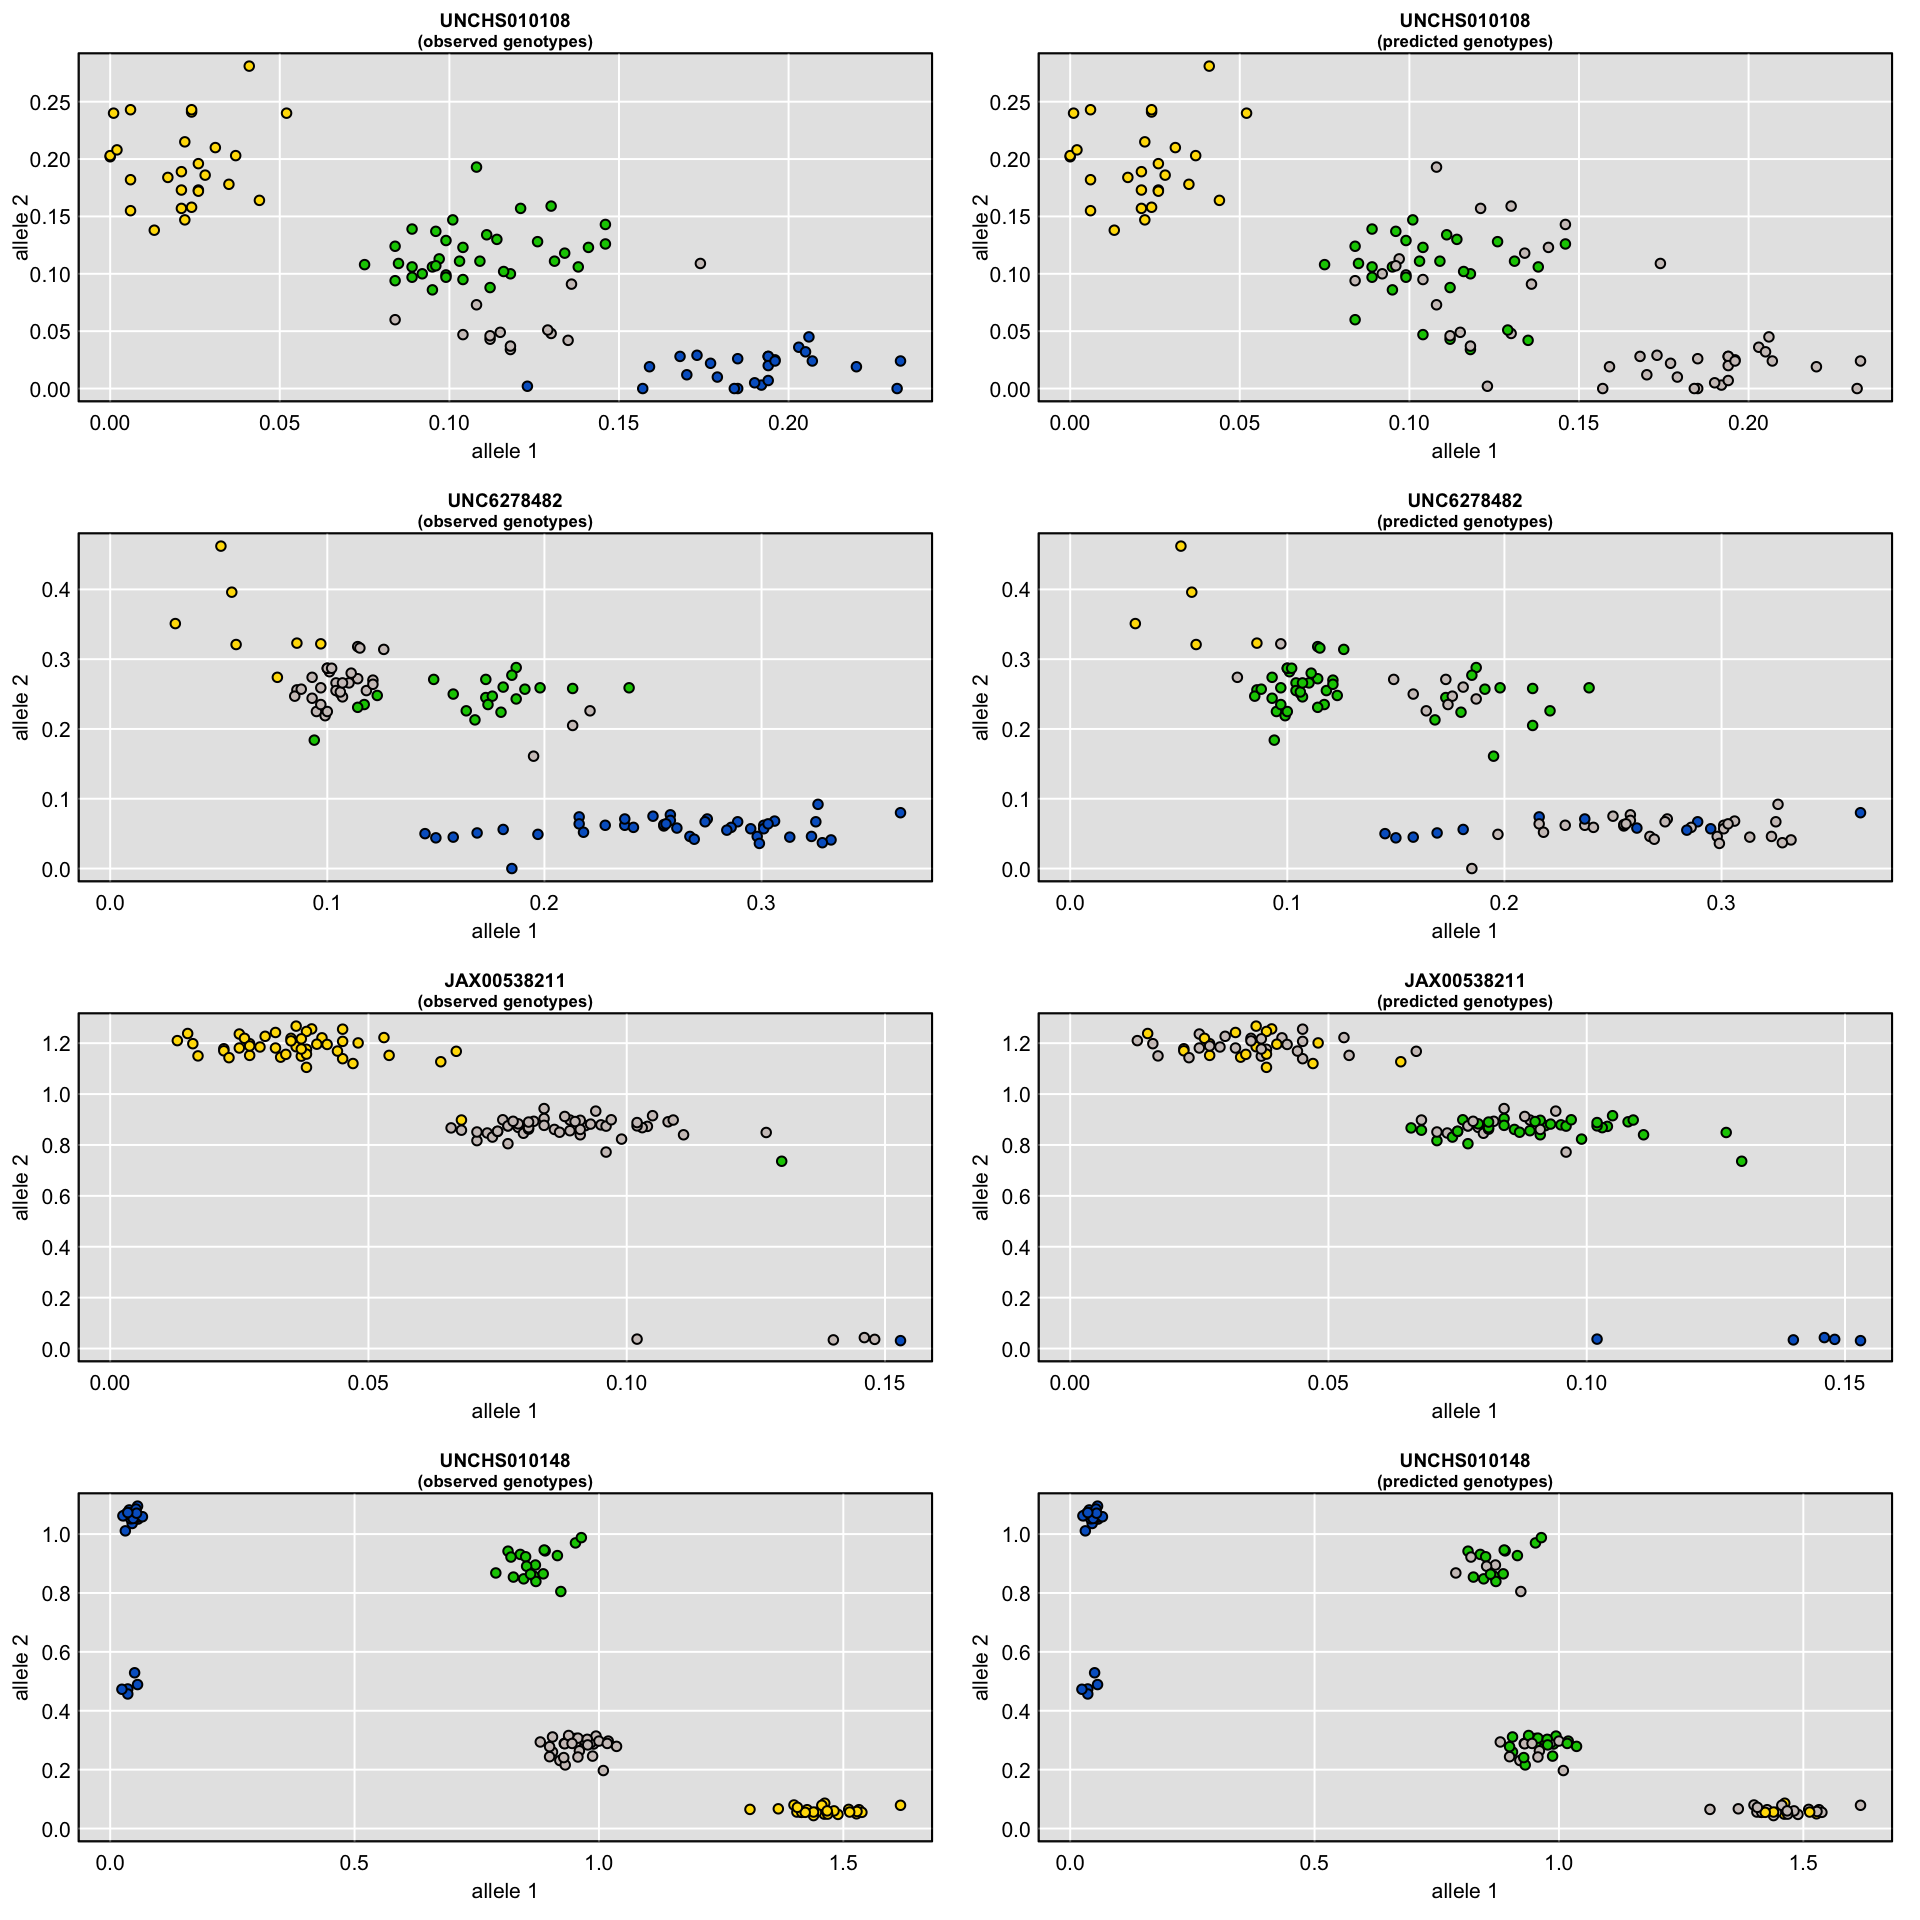 UNCHS010108
(observed genotypes)
allele 2
0.25
0.20
0.15
0.10
0.05
0.00
0.00 0.05 0.10 0.15 0.20
allele 1
UNCHS010108
(predicted genotypes)
allele 2
0.25
0.20
0.15
0.10
0.05
0.00
0.00 0.05 0.10 0.15 0.20
allele 1
UNC6278482
(observed genotypes)
allele 2
0.4
0.3
0.2
0.1
0.0
0.0 0.1 0.2 0.3
allele 1
UNC6278482
(predicted genotypes)
allele 2
0.4
0.3
0.2
0.1
0.0
0.0 0.1 0.2 0.3
allele 1
JAX00538211
(observed genotypes)
allele 2
1.2
1.0
0.8
0.6
0.4
0.2
0.0
0.00 0.05 0.10 0.15
allele 1
JAX00538211
(predicted genotypes)
allele 2
1.2
1.0
0.8
0.6
0.4
0.2
0.0
0.00 0.05 0.10 0.15
allele 1
UNCHS010148
(observed genotypes)
allele 2
1.0
0.8
0.6
0.4
0.2
0.0
0.0 0.5 1.0 1.5
allele 1
UNCHS010148
(predicted genotypes)
allele 2
1.0
0.8
0.6
0.4
0.2
0.0
0.0 0.5 1.0 1.5
allele 1